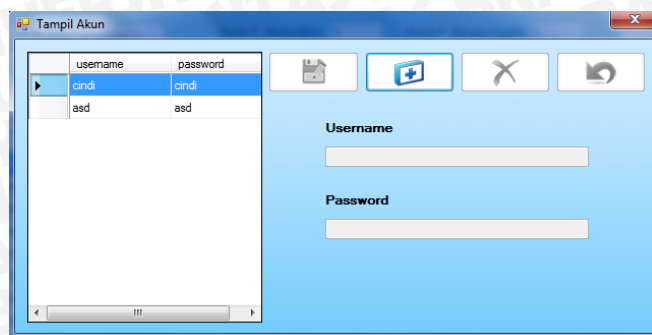 Tampil Akun
username password
cindi cindi
asd asd
Username
Password